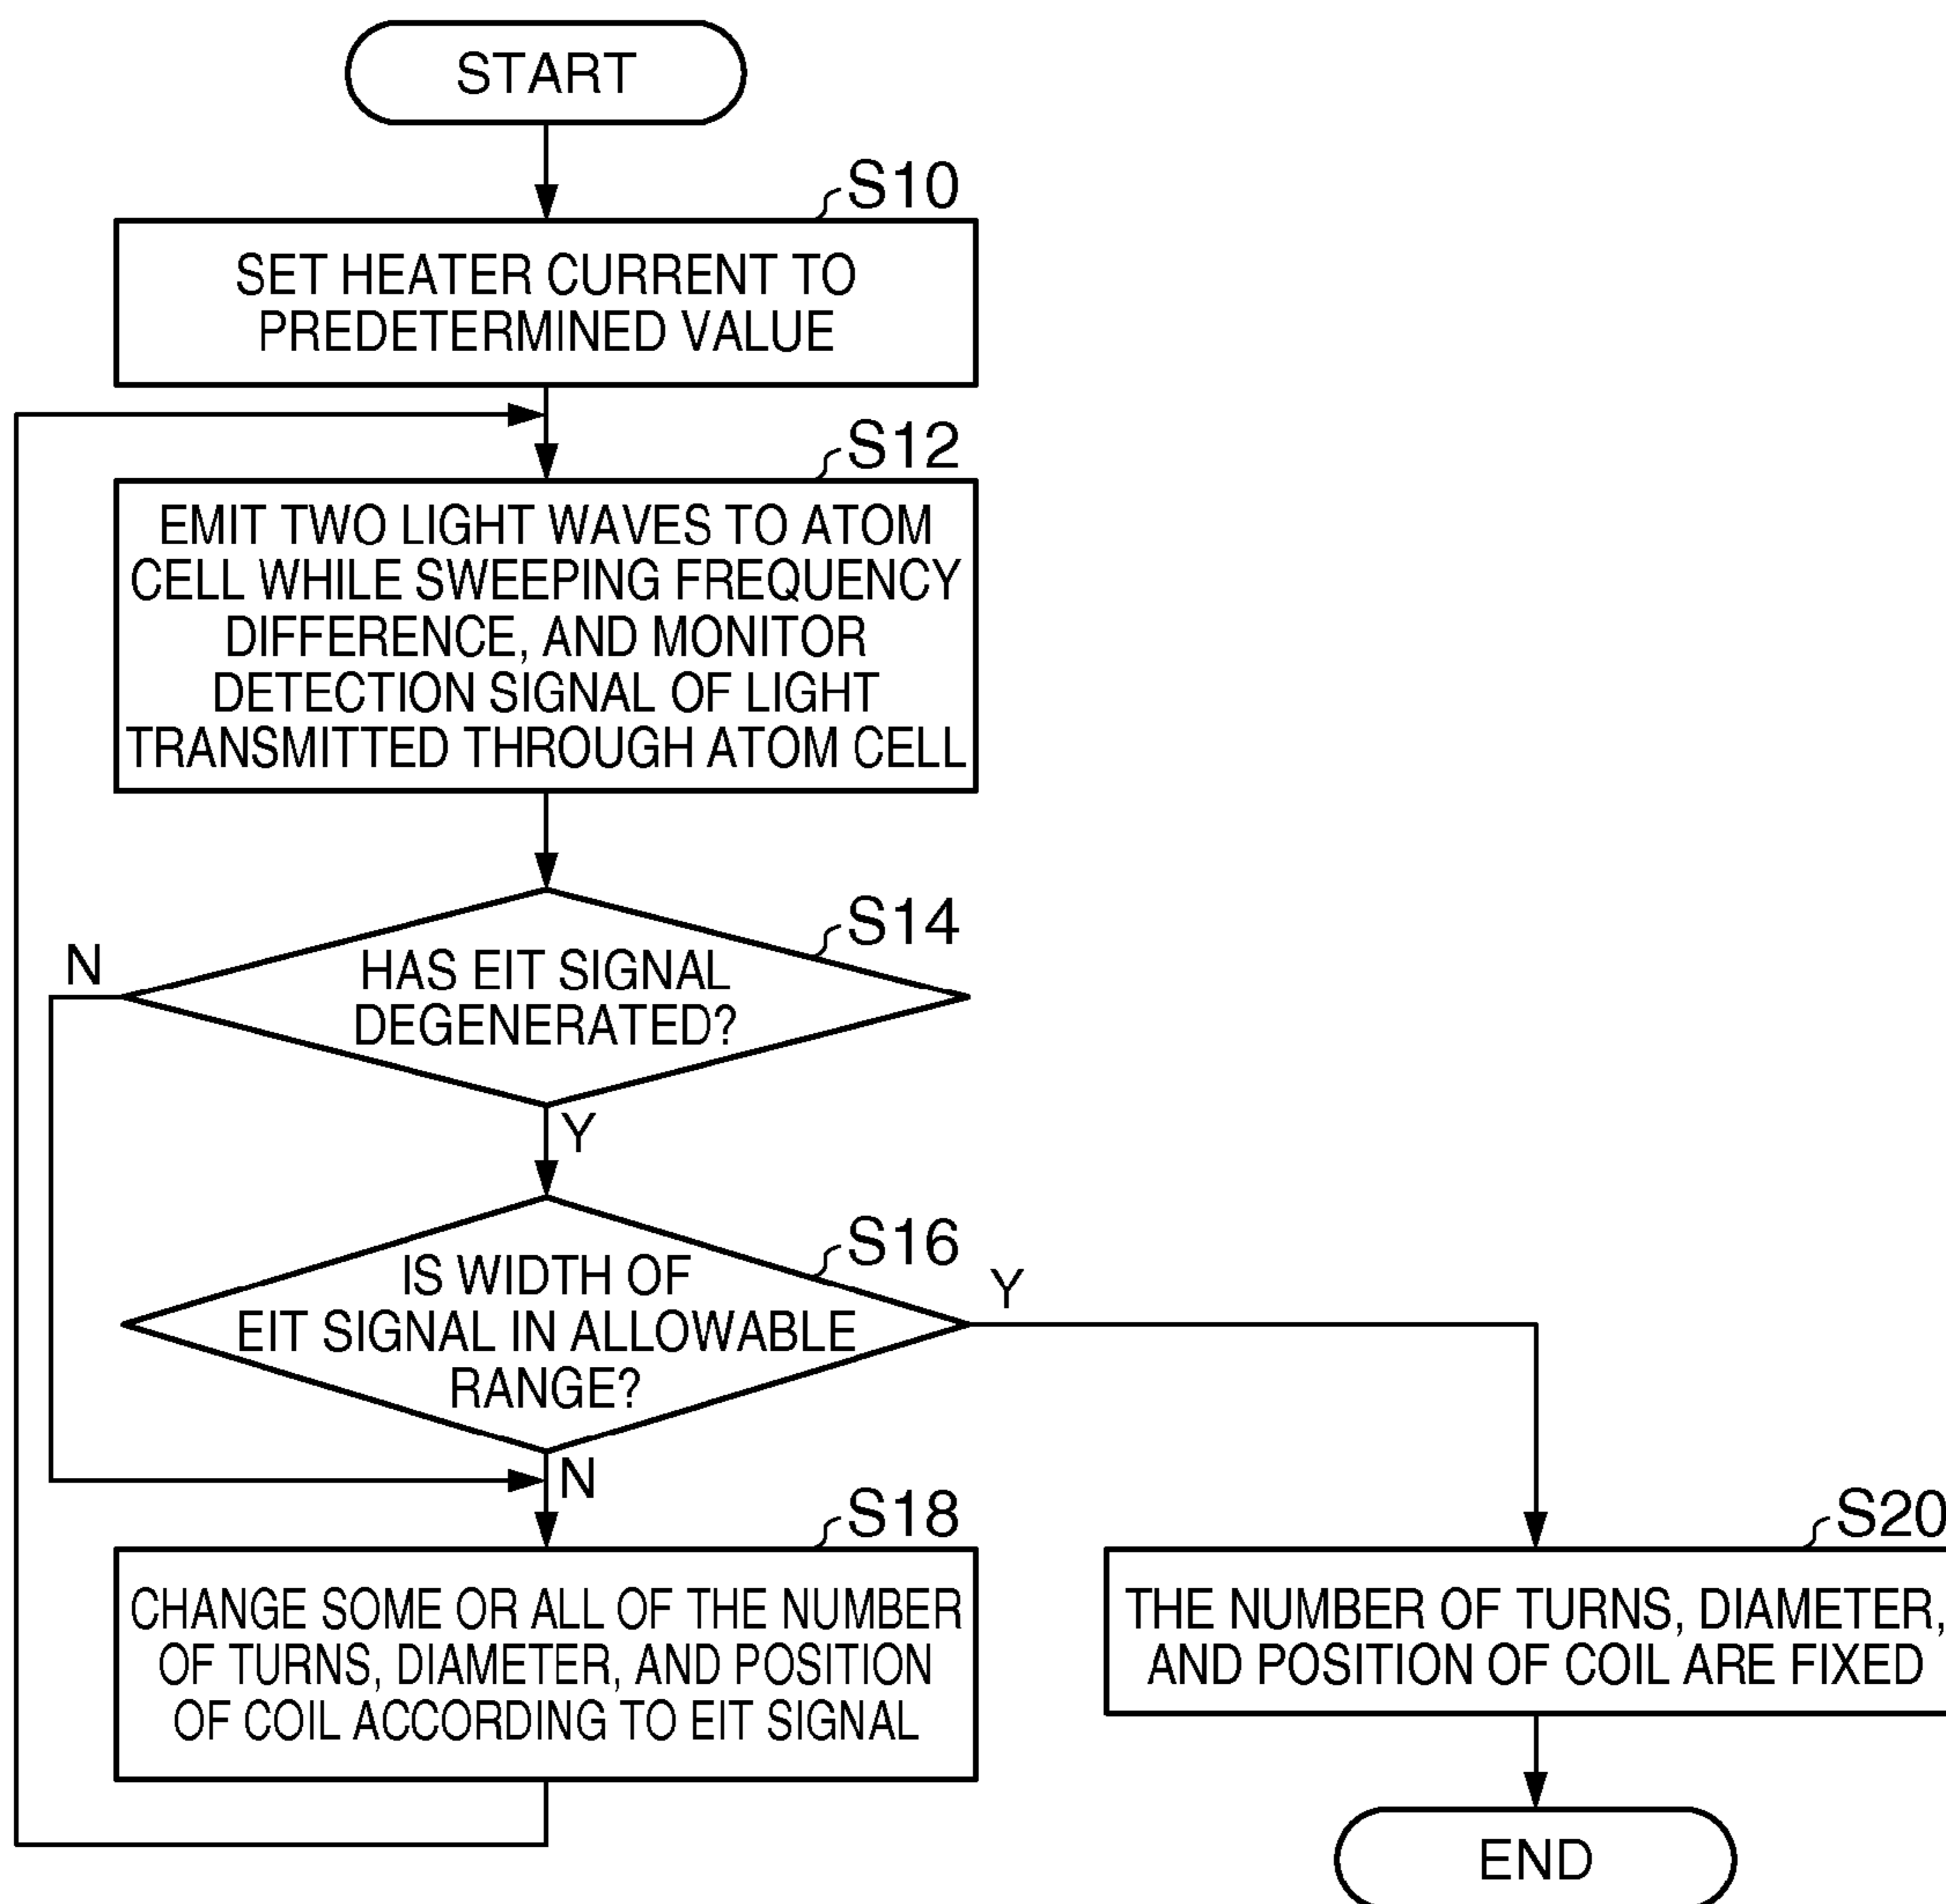 START
S10
SET HEATER CURRENT TO
PREDETERMINED VALUE
S12
EMIT TWO LIGHT WAVES TO ATOM
CELL WHILE SWEEPING FREQUENCY
DIFFERENCE, AND MONITOR
DETECTION SIGNAL OF LIGHT
TRANSMITTED THROUGH ATOM CELL
S14
N
HAS EIT SIGNAL
DEGENERATED?
Y
S16
IS WIDTH OF
EIT SIGNAL IN ALLOWABLE
RANGE?
Y
N
S18
CHANGE SOME OR ALL OF THE NUMBER
OF TURNS, DIAMETER, AND POSITION
OF COIL ACCORDING TO EIT SIGNAL
S20
THE NUMBER OF TURNS, DIAMETER,
AND POSITION OF COIL ARE FIXED
END